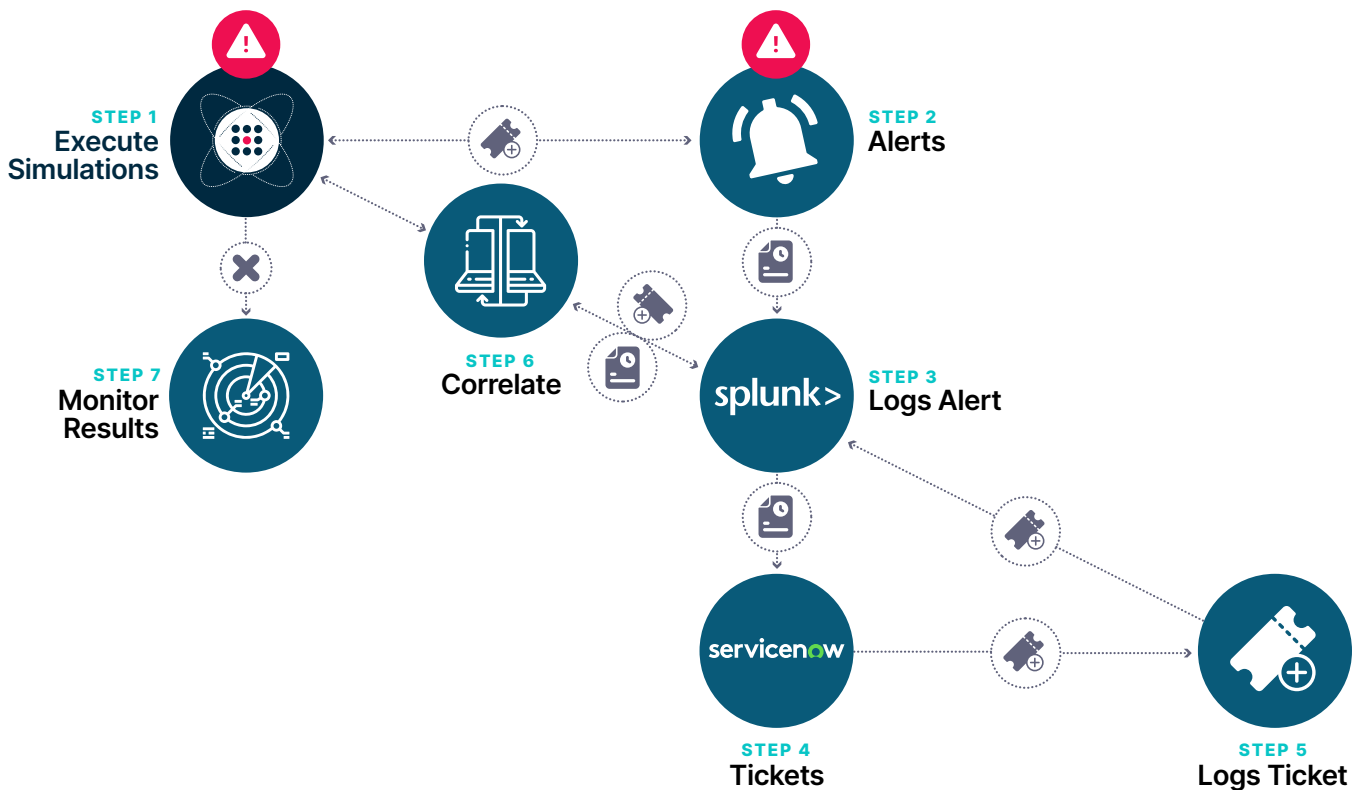 STEP 1
Execute
Simulations
STEP 2
Alerts
STEP 7
Monitor
Results
STEP 6
Correlate
splunk>
STEP 3
Logs Alert
servicenow
STEP 4
Tickets
STEP 5
Logs Ticket